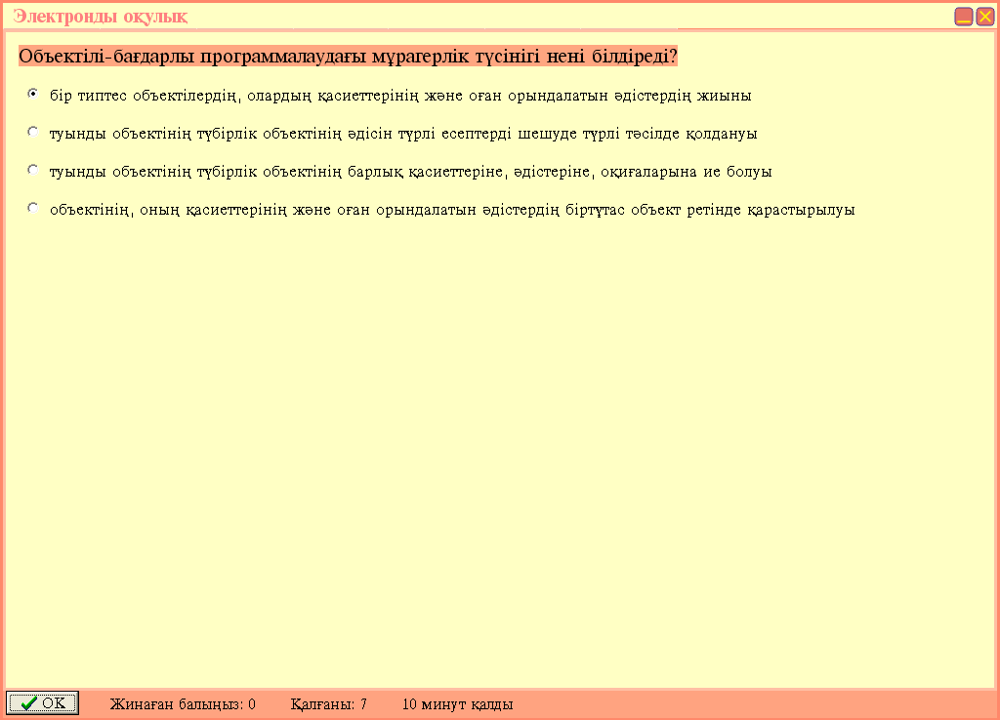 Электронды оқулық
Объектілі-бағдарлы программалаудағы мұрагерлік түсінігі нені білдіреді?
бір типтес объектілердің, олардың қасиеттерінің және оған орындалатын әдістердің жиыны
туынды объектінің түбірлік объектінің әдісін түрлі есептерді шешуде түрлі тәсілде қолдануы
туынды объектінің түбірлік объектінің барлық қасиеттеріне, әдістеріне, оқиғаларына ие болуы
объектінің, оның қасиеттерінің және оған орындалатын әдістердің біртұтас объект ретінде қарастырылуы
OK Жинаған балыңыз: 0 Қалғаны: 7 10 минут қалды